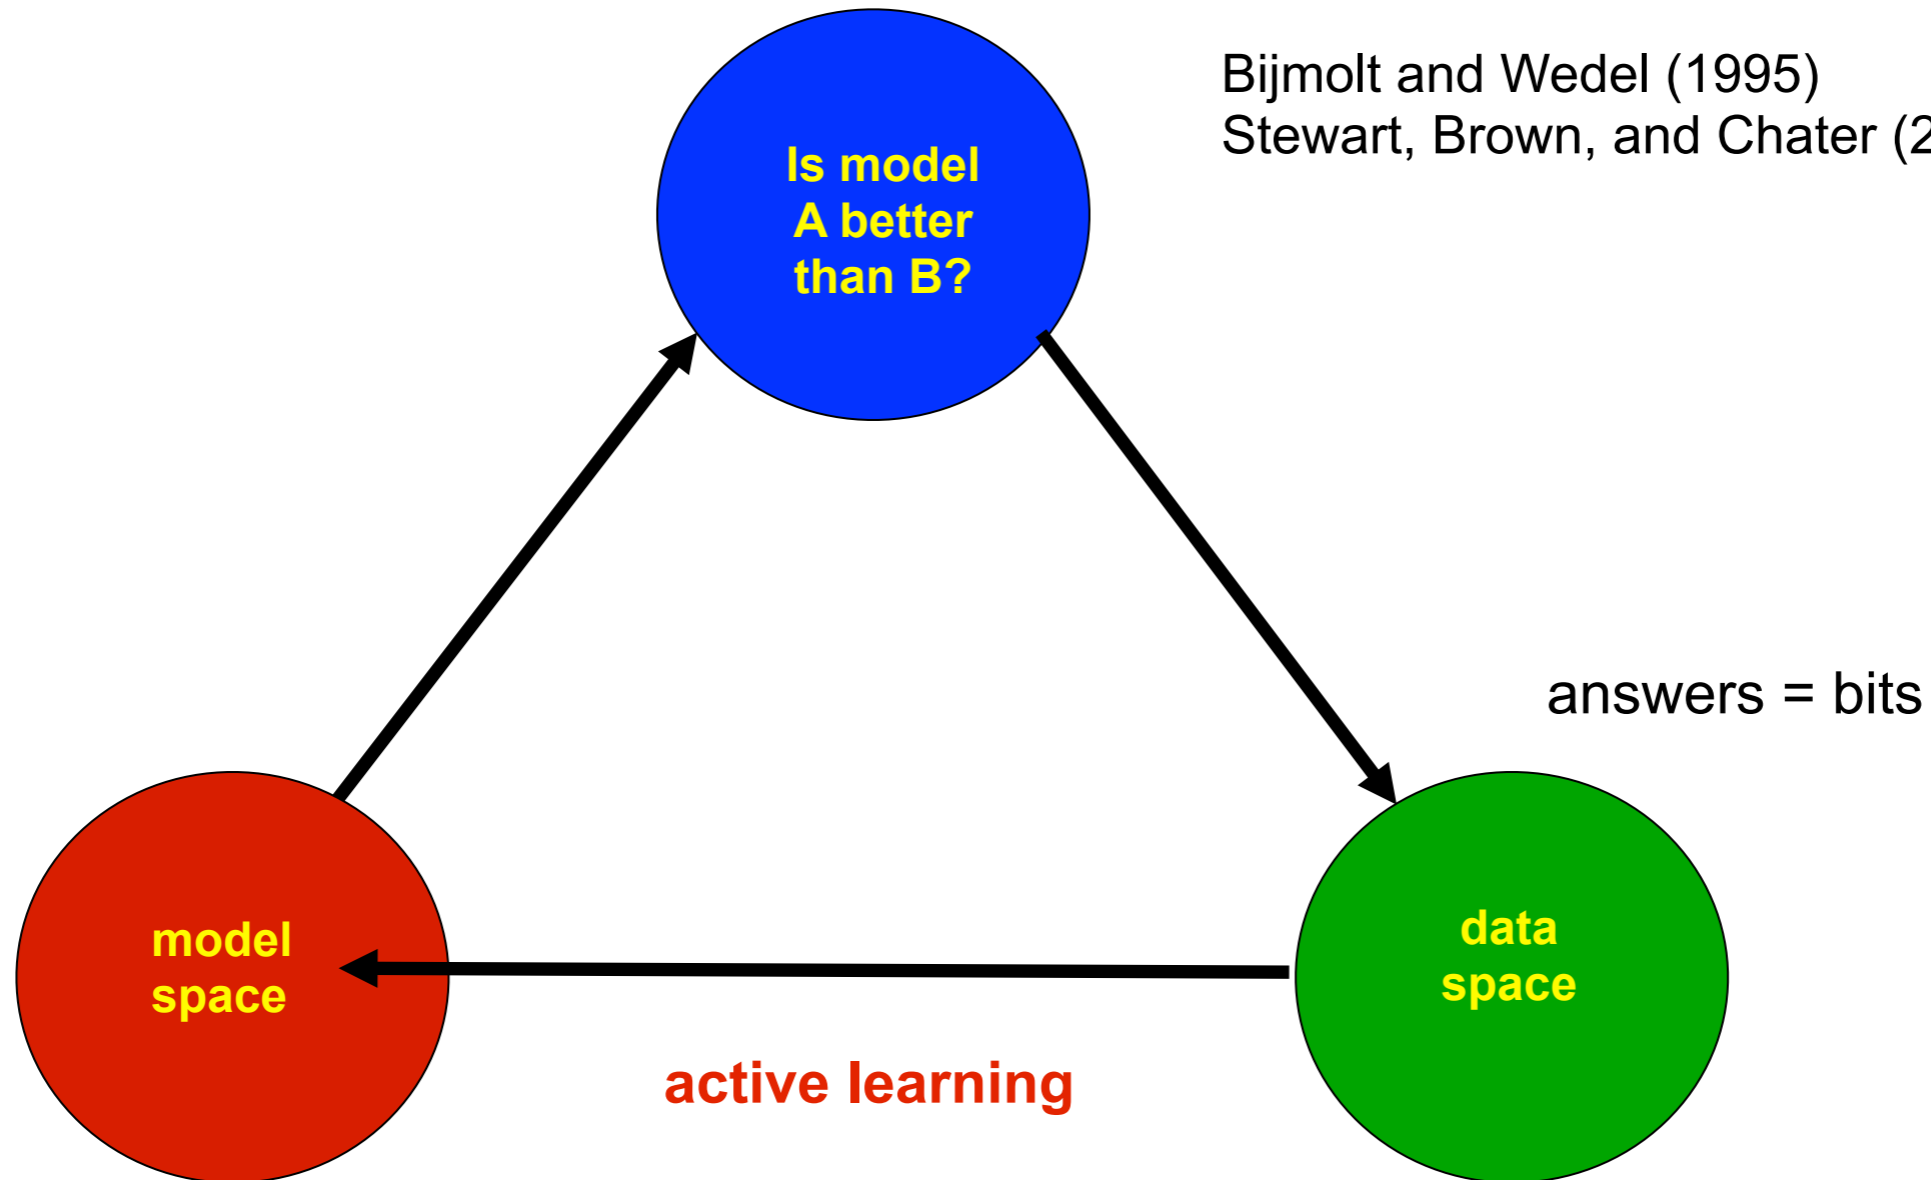 Bijmolt and Wedel (1995)
Stewart, Brown, and Chater (2
Is model
A better
than B?
answers = bits
model
space
data
space
active learning